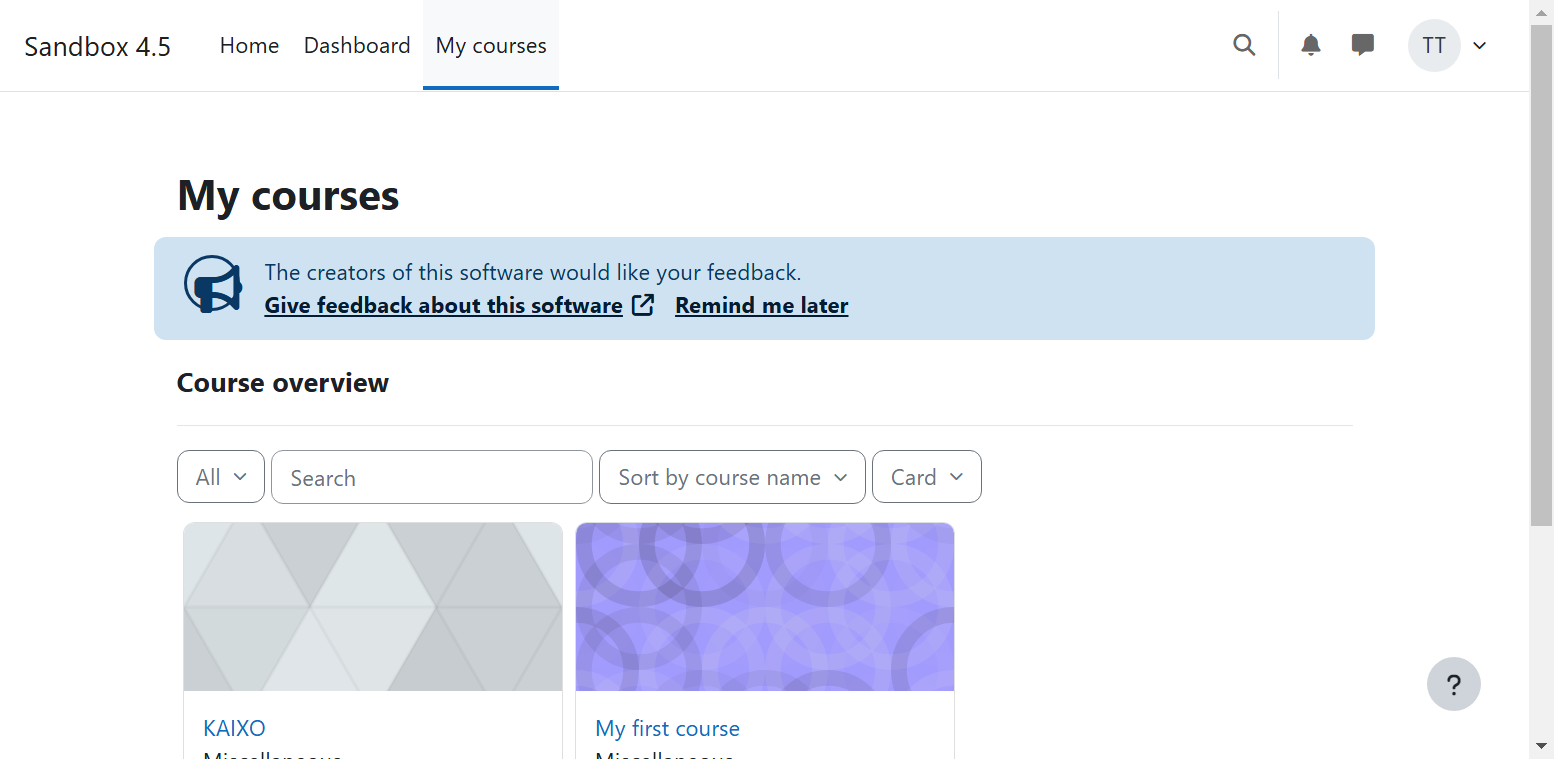 Sandbox 4.5 Home Dashboard My courses TT
My courses
The creators of this software would like your feedback.
Give feedback about this software Remind me later
Course overview
All Search Sort by course name Card
?
KAIXO My first course
Miscellaneous Miscellaneous